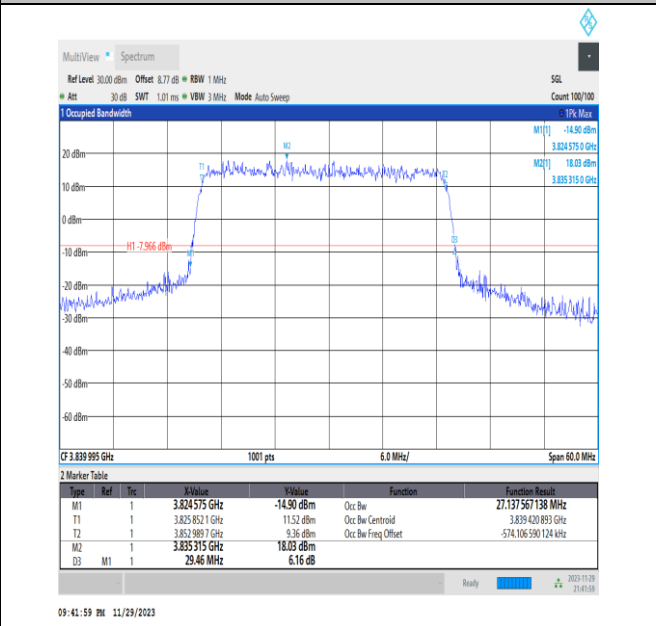 MultiView Spectrum
Ref Level 30.00 dBm Offset 8.77 dB RBW 1 MHz SGL
Att 30 dB SWT 1.01 ms VBW 3 MHz Mode Auto Sweep Count 100/100
1 Occupied Bandwidth 1Pk Max
M1[1] -14.90 dBm
3.824 575 0 GHz
M2[1] 18.03 dBm
3.835 315 0 GHz
M2
20 dBm
T1
T2
10 dBm
0 dBm
D3
H1 -7.966 dBm
-10 dBm
M1
-20 dBm
-30 dBm
-40 dBm
-50 dBm
-60 dBm
CF 3.839 995 GHz 1001 pts 6.0 MHz/ Span 60.0 MHz
2 Marker Table
Type Ref Trc X-Value Y-Value Function Function Result
M1 1 3.824 575 GHz -14.90 dBm Occ Bw 27.137 567 138 MHz
T1 1 3.825 852 1 GHz 11.52 dBm Occ Bw Centroid 3.839 420 893 GHz
T2 1 3.852 989 7 GHz 9.36 dBm Occ Bw Freq Offset -574.106 590 124 kHz
M2 1 3.835 315 GHz 18.03 dBm
D3 M1 1 29.46 MHz 6.16 dB
Ready 2023-11-29
21:41:59
09:41:59 PM 11/29/2023